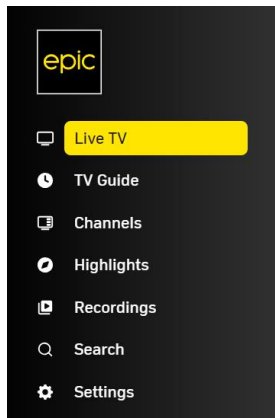 epic
Live TV
TV Guide
Channels
Highlights
Recordings
Search
Settings